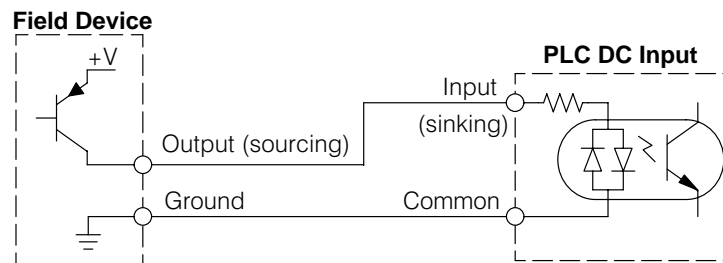 Field Device
+V
PLC DC Input
Input
(sinking)
Output (sourcing)
Ground
Common